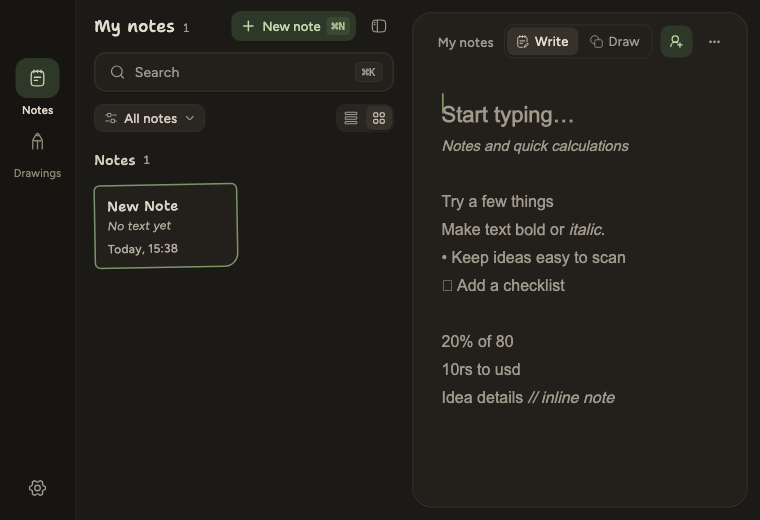 My notes 1
New note ⌘N
Search ⌘K
All notes
Notes 1
New Note
No text yet
Today, 15:38
Notes
Drawings
My notes
Write
Draw
Start typing...
Notes and quick calculations
Try a few things
Make text bold or italic.
• Keep ideas easy to scan
☐ Add a checklist
20% of 80
10rs to usd
Idea details // inline note